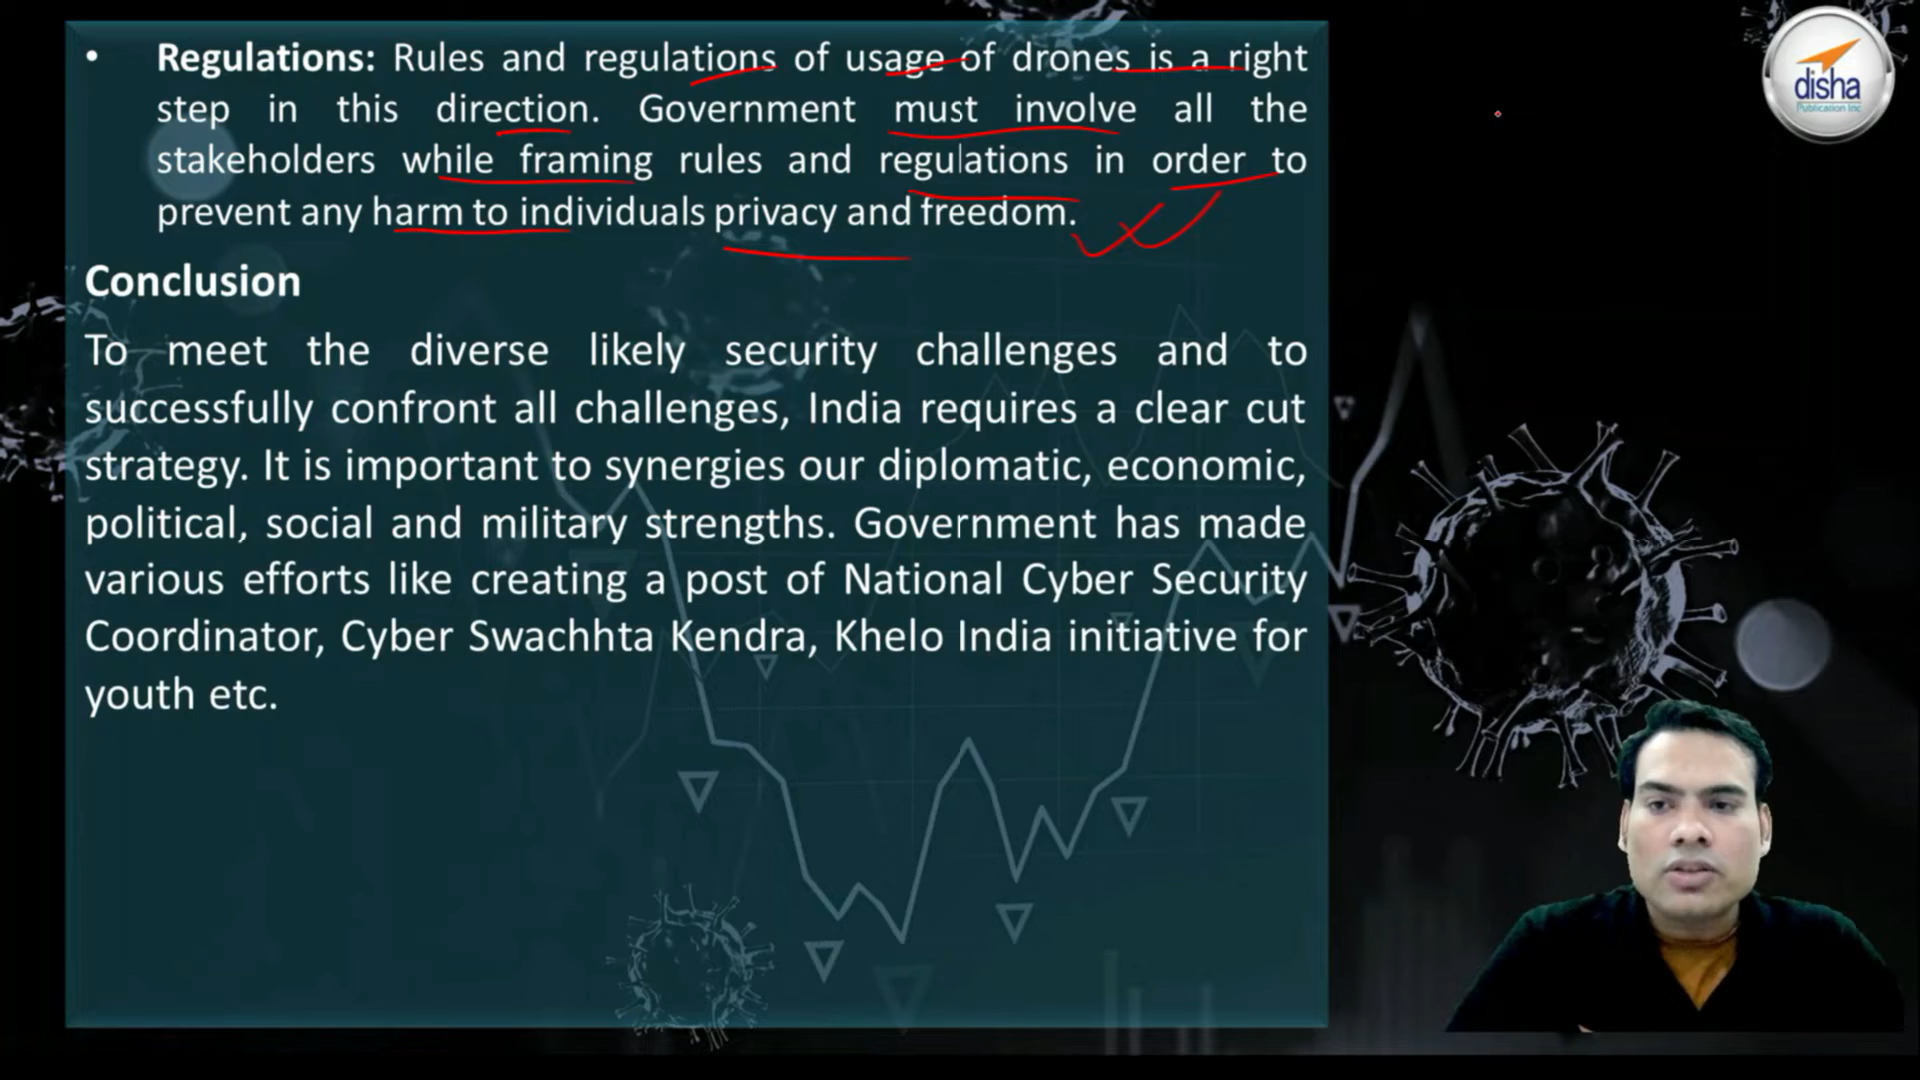 • Regulations: Rules and regulations of usage of drones is a right
step in this direction. Government must involve all the
stakeholders while framing rules and regulations in order to
prevent any harm to individuals privacy and freedom.
Conclusion
To meet the diverse likely security challenges and to
successfully confront all challenges, India requires a clear cut
strategy. It is important to synergies our diplomatic, economic,
political, social and military strengths. Government has made
various efforts like creating a post of National Cyber Security
Coordinator, Cyber Swachhta Kendra, Khelo India initiative for
youth etc.
disha
Publication Inc